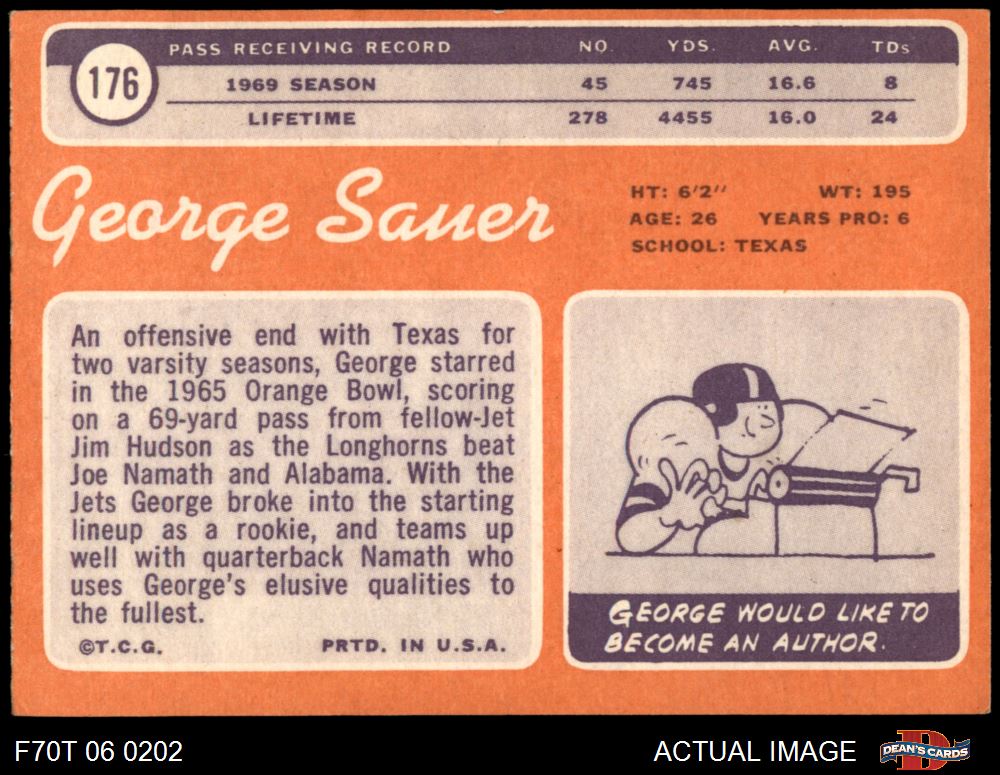 176
PASS RECEIVING RECORD NO. YDS. AVG. TDs
1969 SEASON 45 745 16.6 8
LIFETIME 278 4455 16.0 24
George Sauer
HT: 6'2" WT: 195
AGE: 26 YEARS PRO: 6
SCHOOL: TEXAS
An offensive end with Texas for
two varsity seasons, George starred
in the 1965 Orange Bowl, scoring
on a 69-yard pass from fellow-Jet
Jim Hudson as the Longhorns beat
Joe Namath and Alabama. With the
Jets George broke into the starting
lineup as a rookie, and teams up
well with quarterback Namath who
uses George's elusive qualities to
the fullest.
©T.C.G. PRTD. IN U.S.A.
GEORGE WOULD LIKE TO
BECOME AN AUTHOR.
F70T 06 0202
ACTUAL IMAGE
D
DEAN'S CARDS